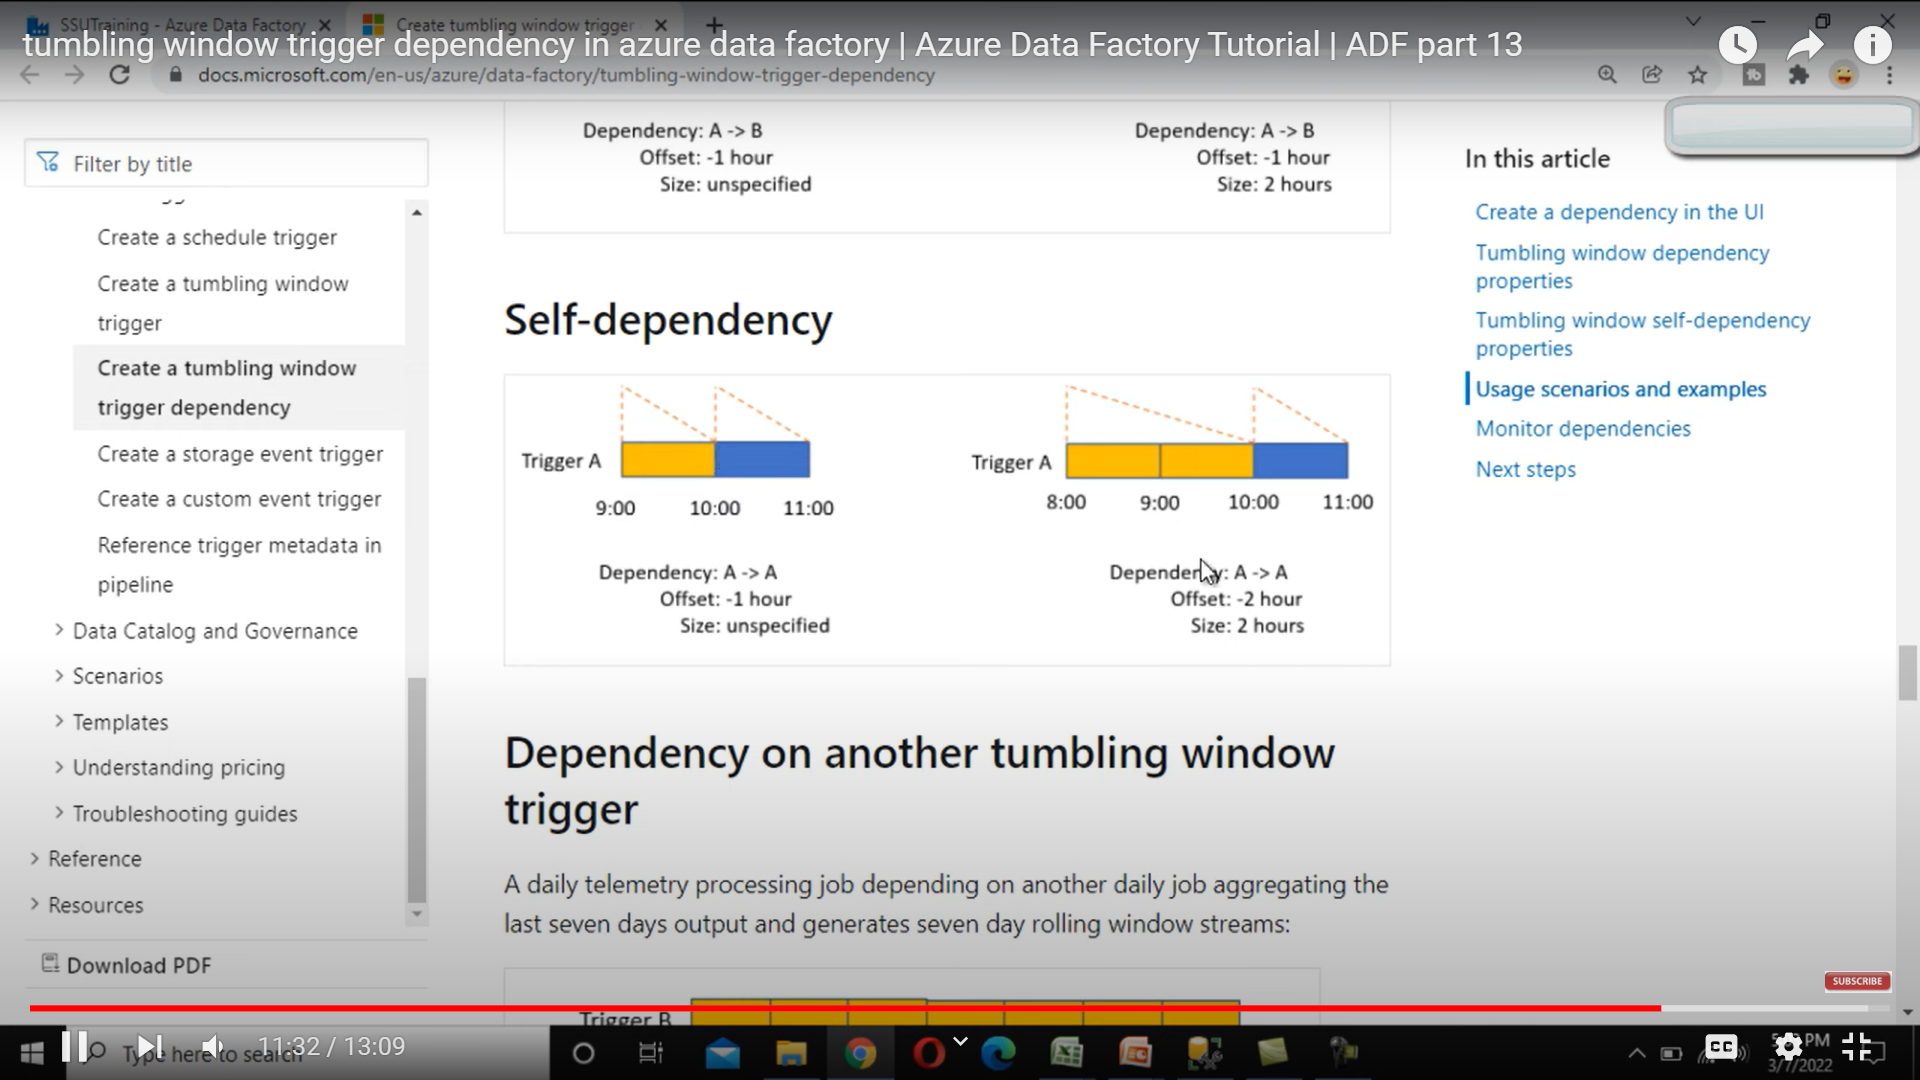 SSUTraining - Azure Data Factory
Create tumbling window trigger
tumbling window trigger dependency in azure data factory | Azure Data Factory Tutorial | ADF part 13
docs.microsoft.com/en-us/azure/data-factory/tumbling-window-trigger-dependency
Filter by title
Create a schedule trigger
Create a tumbling window
trigger
Create a tumbling window
trigger dependency
Create a storage event trigger
Create a custom event trigger
Reference trigger metadata in
pipeline
Data Catalog and Governance
Scenarios
Templates
Understanding pricing
Troubleshooting guides
Reference
Resources
Download PDF
Dependency: A -> B
Offset: -1 hour
Size: unspecified
Dependency: A -> B
Offset: -1 hour
Size: 2 hours
Self-dependency
Trigger A
9:00 10:00 11:00
Dependency: A -> A
Offset: -1 hour
Size: unspecified
Trigger A
8:00 9:00 10:00 11:00
Dependency: A -> A
Offset: -2 hour
Size: 2 hours
Dependency on another tumbling window
trigger
A daily telemetry processing job depending on another daily job aggregating the
last seven days output and generates seven day rolling window streams:
Trigger B
In this article
Create a dependency in the UI
Tumbling window dependency
properties
Tumbling window self-dependency
properties
Usage scenarios and examples
Monitor dependencies
Next steps
SUBSCRIBE
Type here to search
11:32 / 13:09
CC
PM
3/7/2022